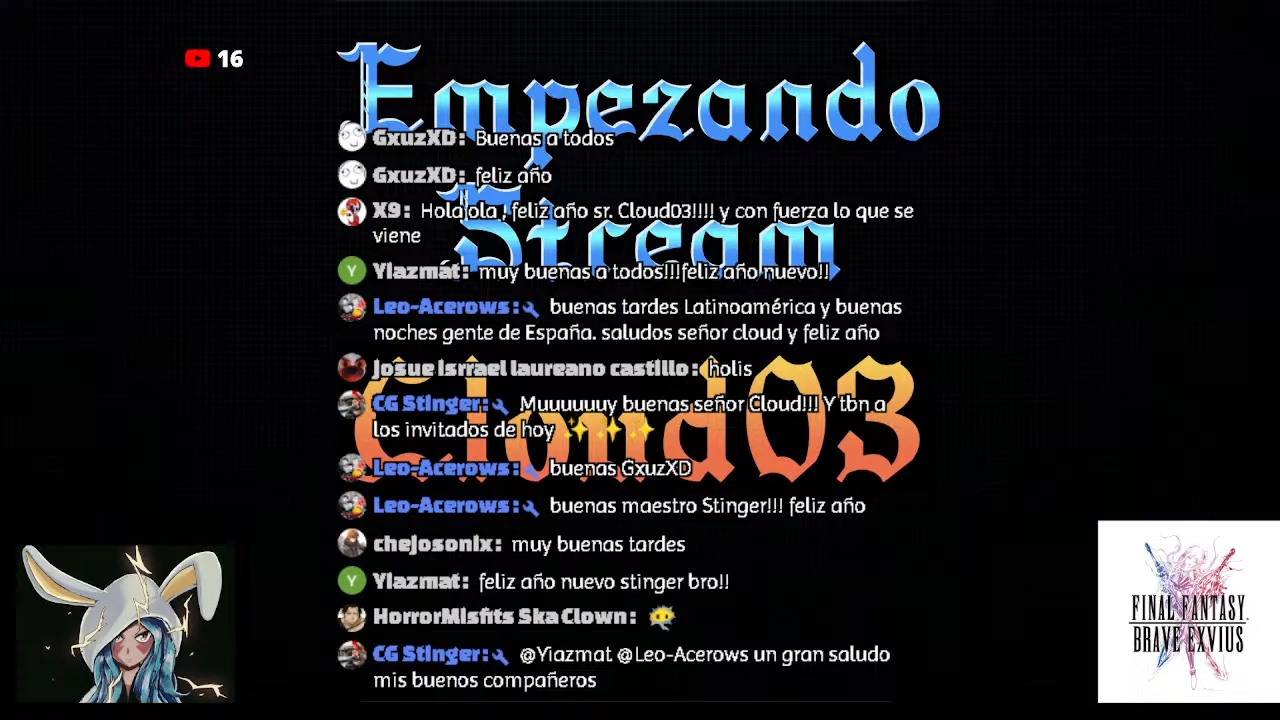 16
Empezando
GxuzXD: Buenas a todos
GxuzXD: feliz año
Stream
X9: Hola ola ! feliz año sr. Cloud03!!!! y con fuerza lo que se
viene
Yiazmat: muy buenas a todos!!!feliz año nuevo!!
Leo-Acerows: buenas tardes Latinoamérica y buenas
noches gente de España. saludos señor cloud y feliz año
Cloud03
josue isrrael laureano castillo: holis
CG Stinger: Muuuuuuy buenas señor Cloud!!! Y tbn a
los invitados de hoy
Leo-Acerows: buenas GxuzXD
Leo-Acerows: buenas maestro Stinger!!! feliz año
chejosonix: muy buenas tardes
Y
Yiazmat: feliz año nuevo stinger bro!!
HorrorMisfits Ska Clown:
CG Stinger: @Yiazmat @Leo-Acerows un gran saludo
mis buenos compañeros
FINAL FANTASY
BRAVE EXVIUS